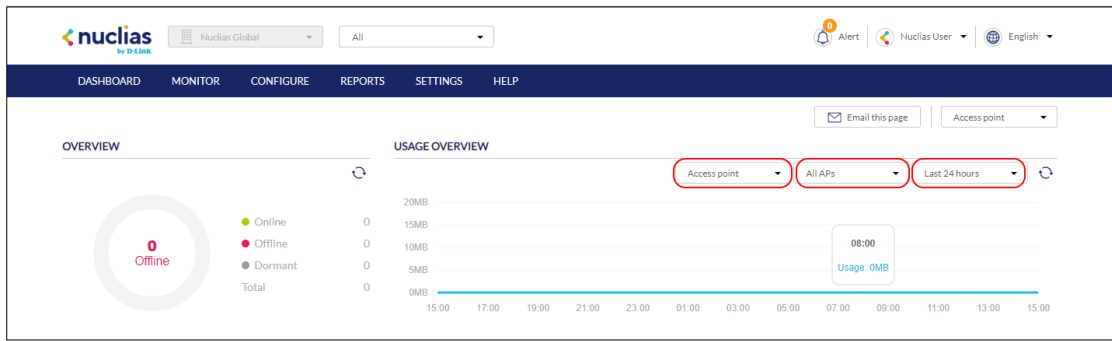 nuclias
by D-Link
Nuclias Global
All
0
Alert
Nuclias User
English
DASHBOARD MONITOR CONFIGURE REPORTS SETTINGS HELP
Email this page
Access point
OVERVIEW
USAGE OVERVIEW
Access point
All APs
Last 24 hours
0
Offline
Online 0
Offline 0
Dormant 0
Total 0
20MB
15MB
10MB
5MB
0MB
08:00
Usage: 0MB
15:00 17:00 19:00 21:00 23:00 01:00 03:00 05:00 07:00 09:00 11:00 13:00 15:00